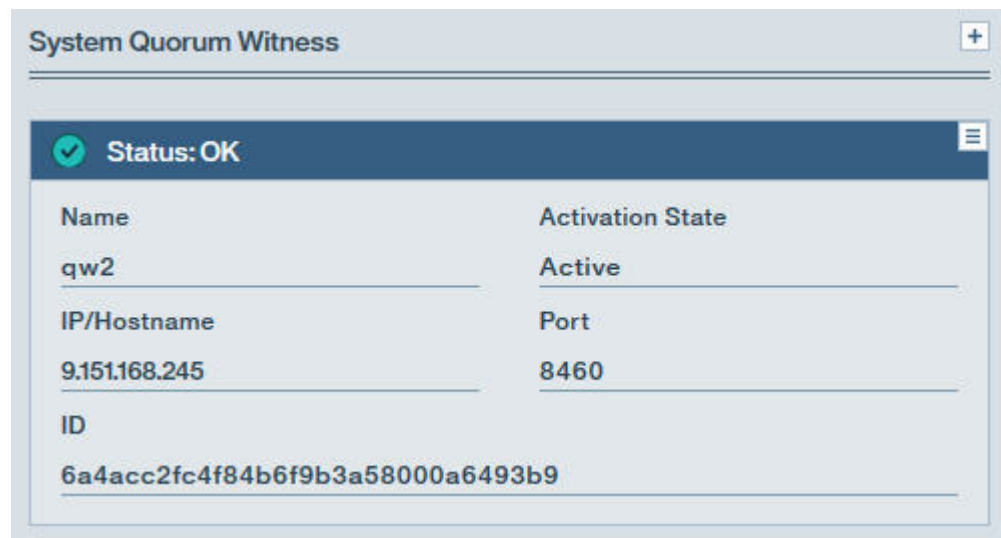 System Quorum Witness
Status: OK
Name
Activation State
qw2
Active
IP/Hostname
Port
9.151.168.245
8460
ID
6a4acc2fc4f84b6f9b3a58000a6493b9